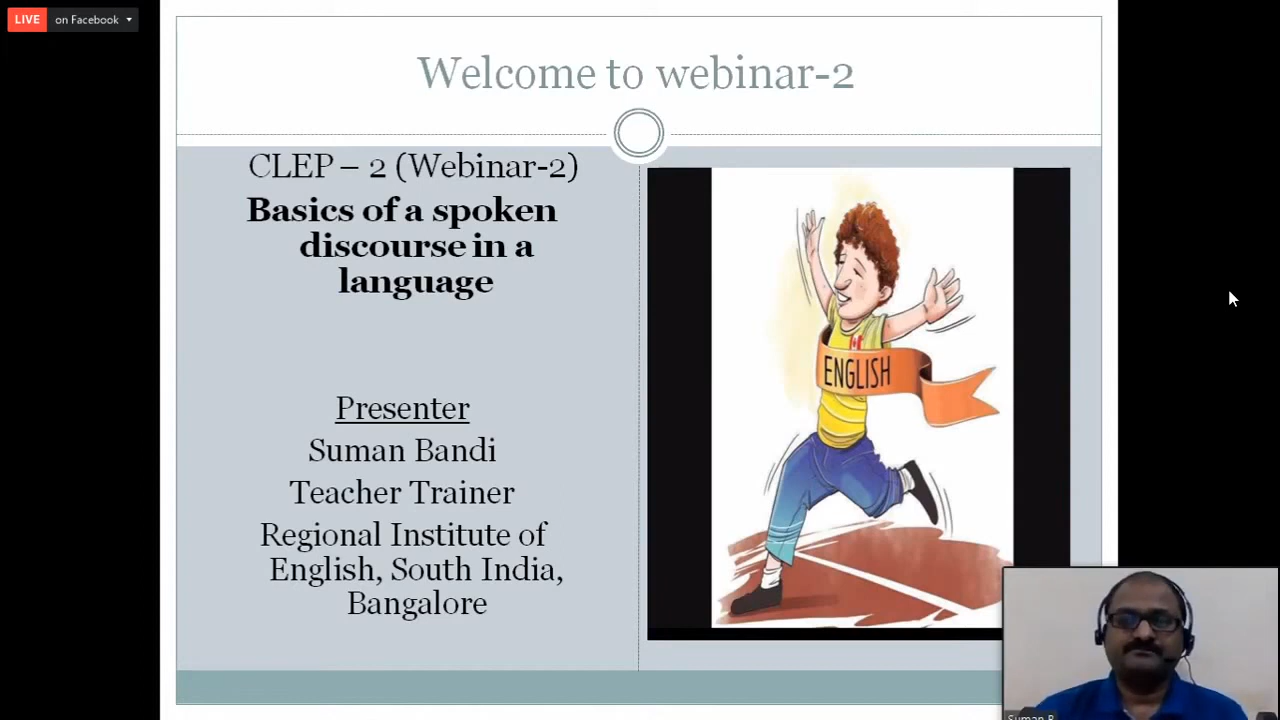 LIVE on Facebook
Welcome to webinar-2
CLEP – 2 (Webinar-2)
Basics of a spoken
discourse in a
language
Presenter
Suman Bandi
Teacher Trainer
Regional Institute of
English, South India,
Bangalore
ENGLISH
Suman B